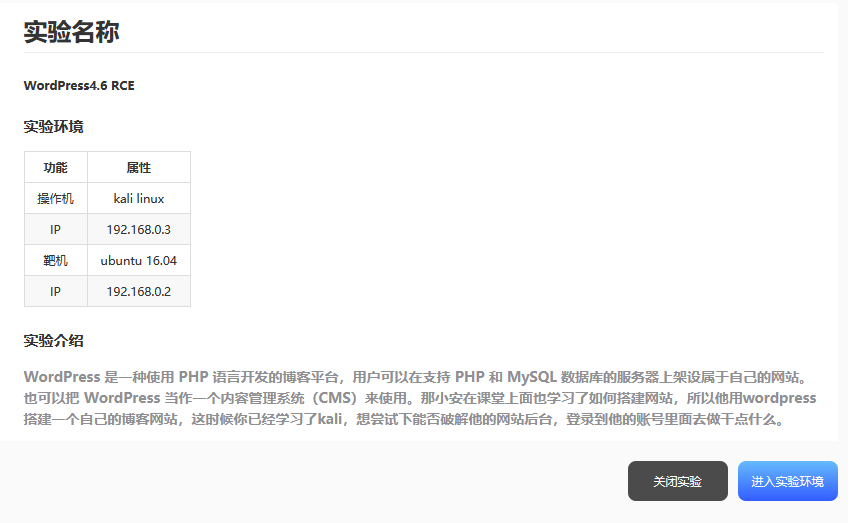 实验名称
WordPress4.6 RCE
实验环境
功能 属性
操作机 kali linux
IP 192.168.0.3
靶机 ubuntu 16.04
IP 192.168.0.2
实验介绍
WordPress 是一种使用 PHP 语言开发的博客平台，用户可以在支持 PHP 和 MySQL 数据库的服务器上架设属于自己的网站。
也可以把 WordPress 当作一个内容管理系统（CMS）来使用。那小安在课堂上面也学习了如何搭建网站，所以他用wordpress
搭建一个自己的博客网站，这时候你已经学习了kali，想尝试下能否破解他的网站后台，登录到他的账号里面去做干点什么。
关闭实验 进入实验环境